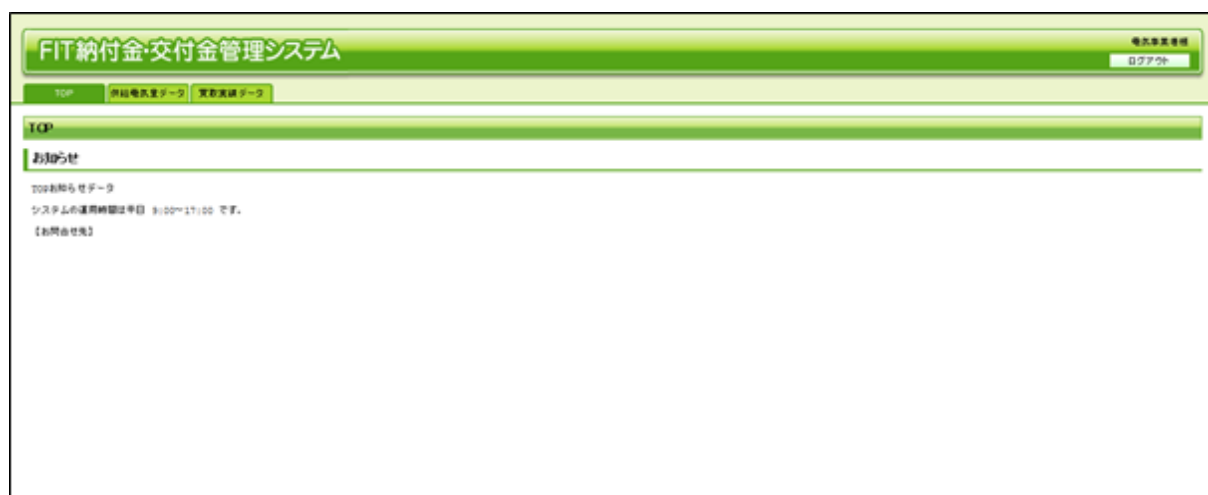 FIT納付金・交付金管理システム
電気事業者様
ログアウト
TOP 供給電気量データ 買取実績データ
TOP
お知らせ
TOPお知らせデータ
システムの運用時間は平日 9:00~17:00 です。
【お問合せ先】